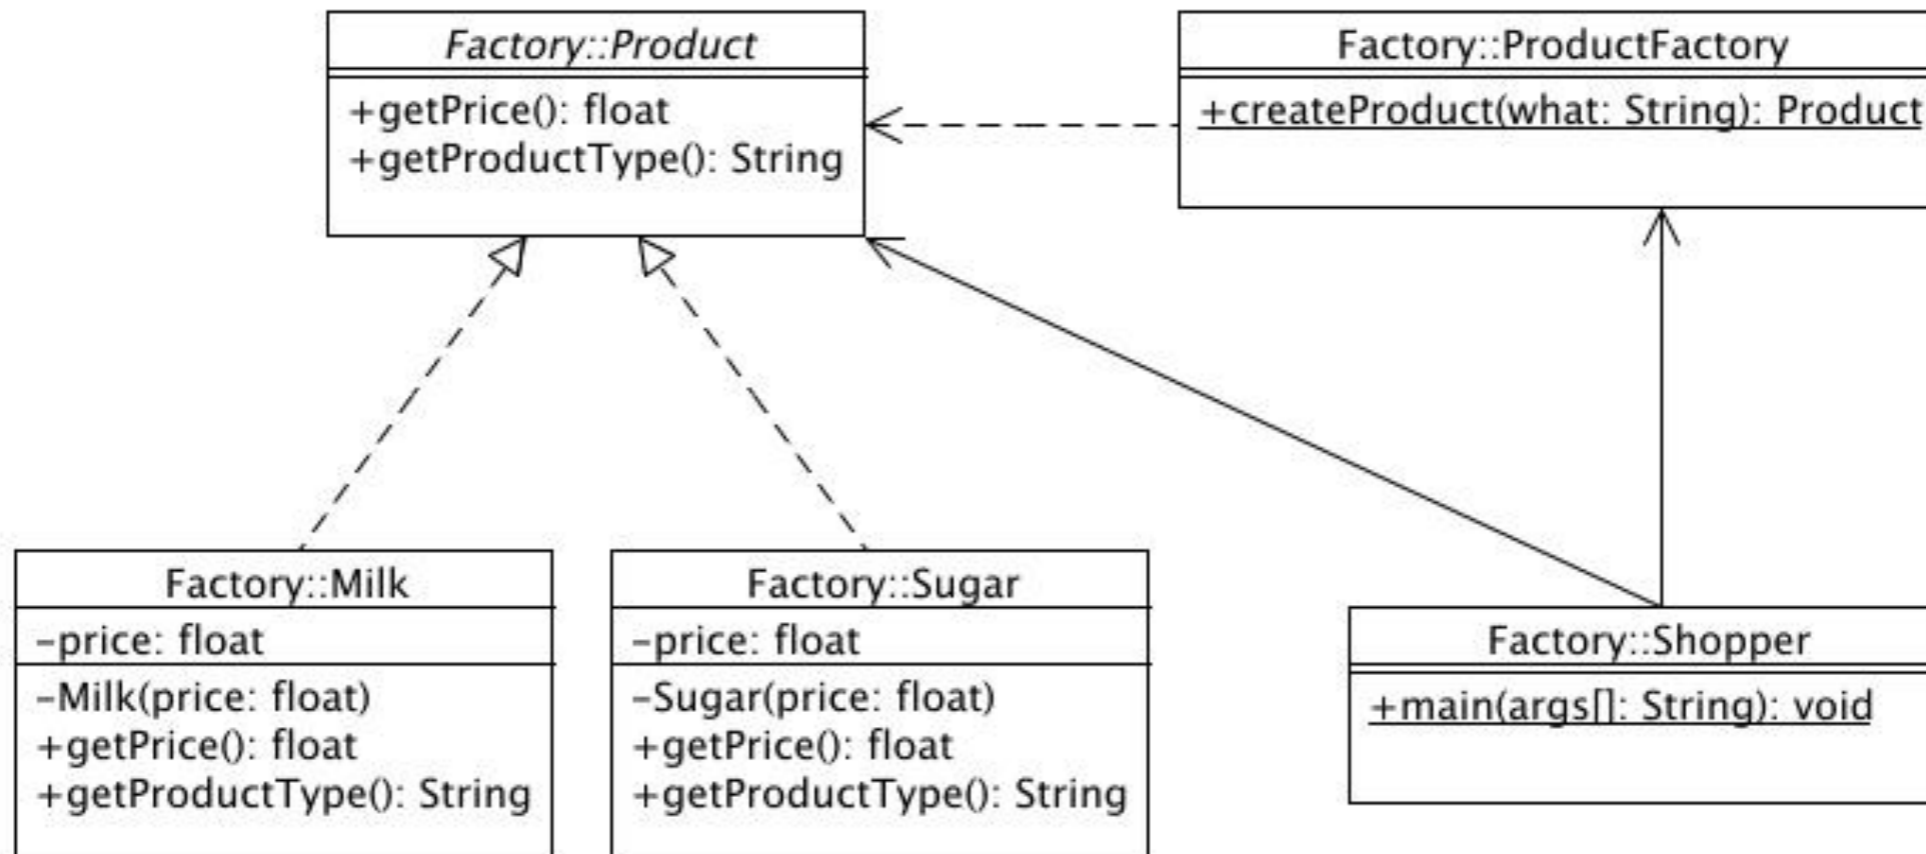 Factory::Product
+getPrice(): float
+getProductType(): String
Factory::ProductFactory
+createProduct(what: String): Product
Factory::Milk
-price: float
-Milk(price: float)
+getPrice(): float
+getProductType(): String
Factory::Sugar
-price: float
-Sugar(price: float)
+getPrice(): float
+getProductType(): String
Factory::Shopper
+main(args[]: String): void